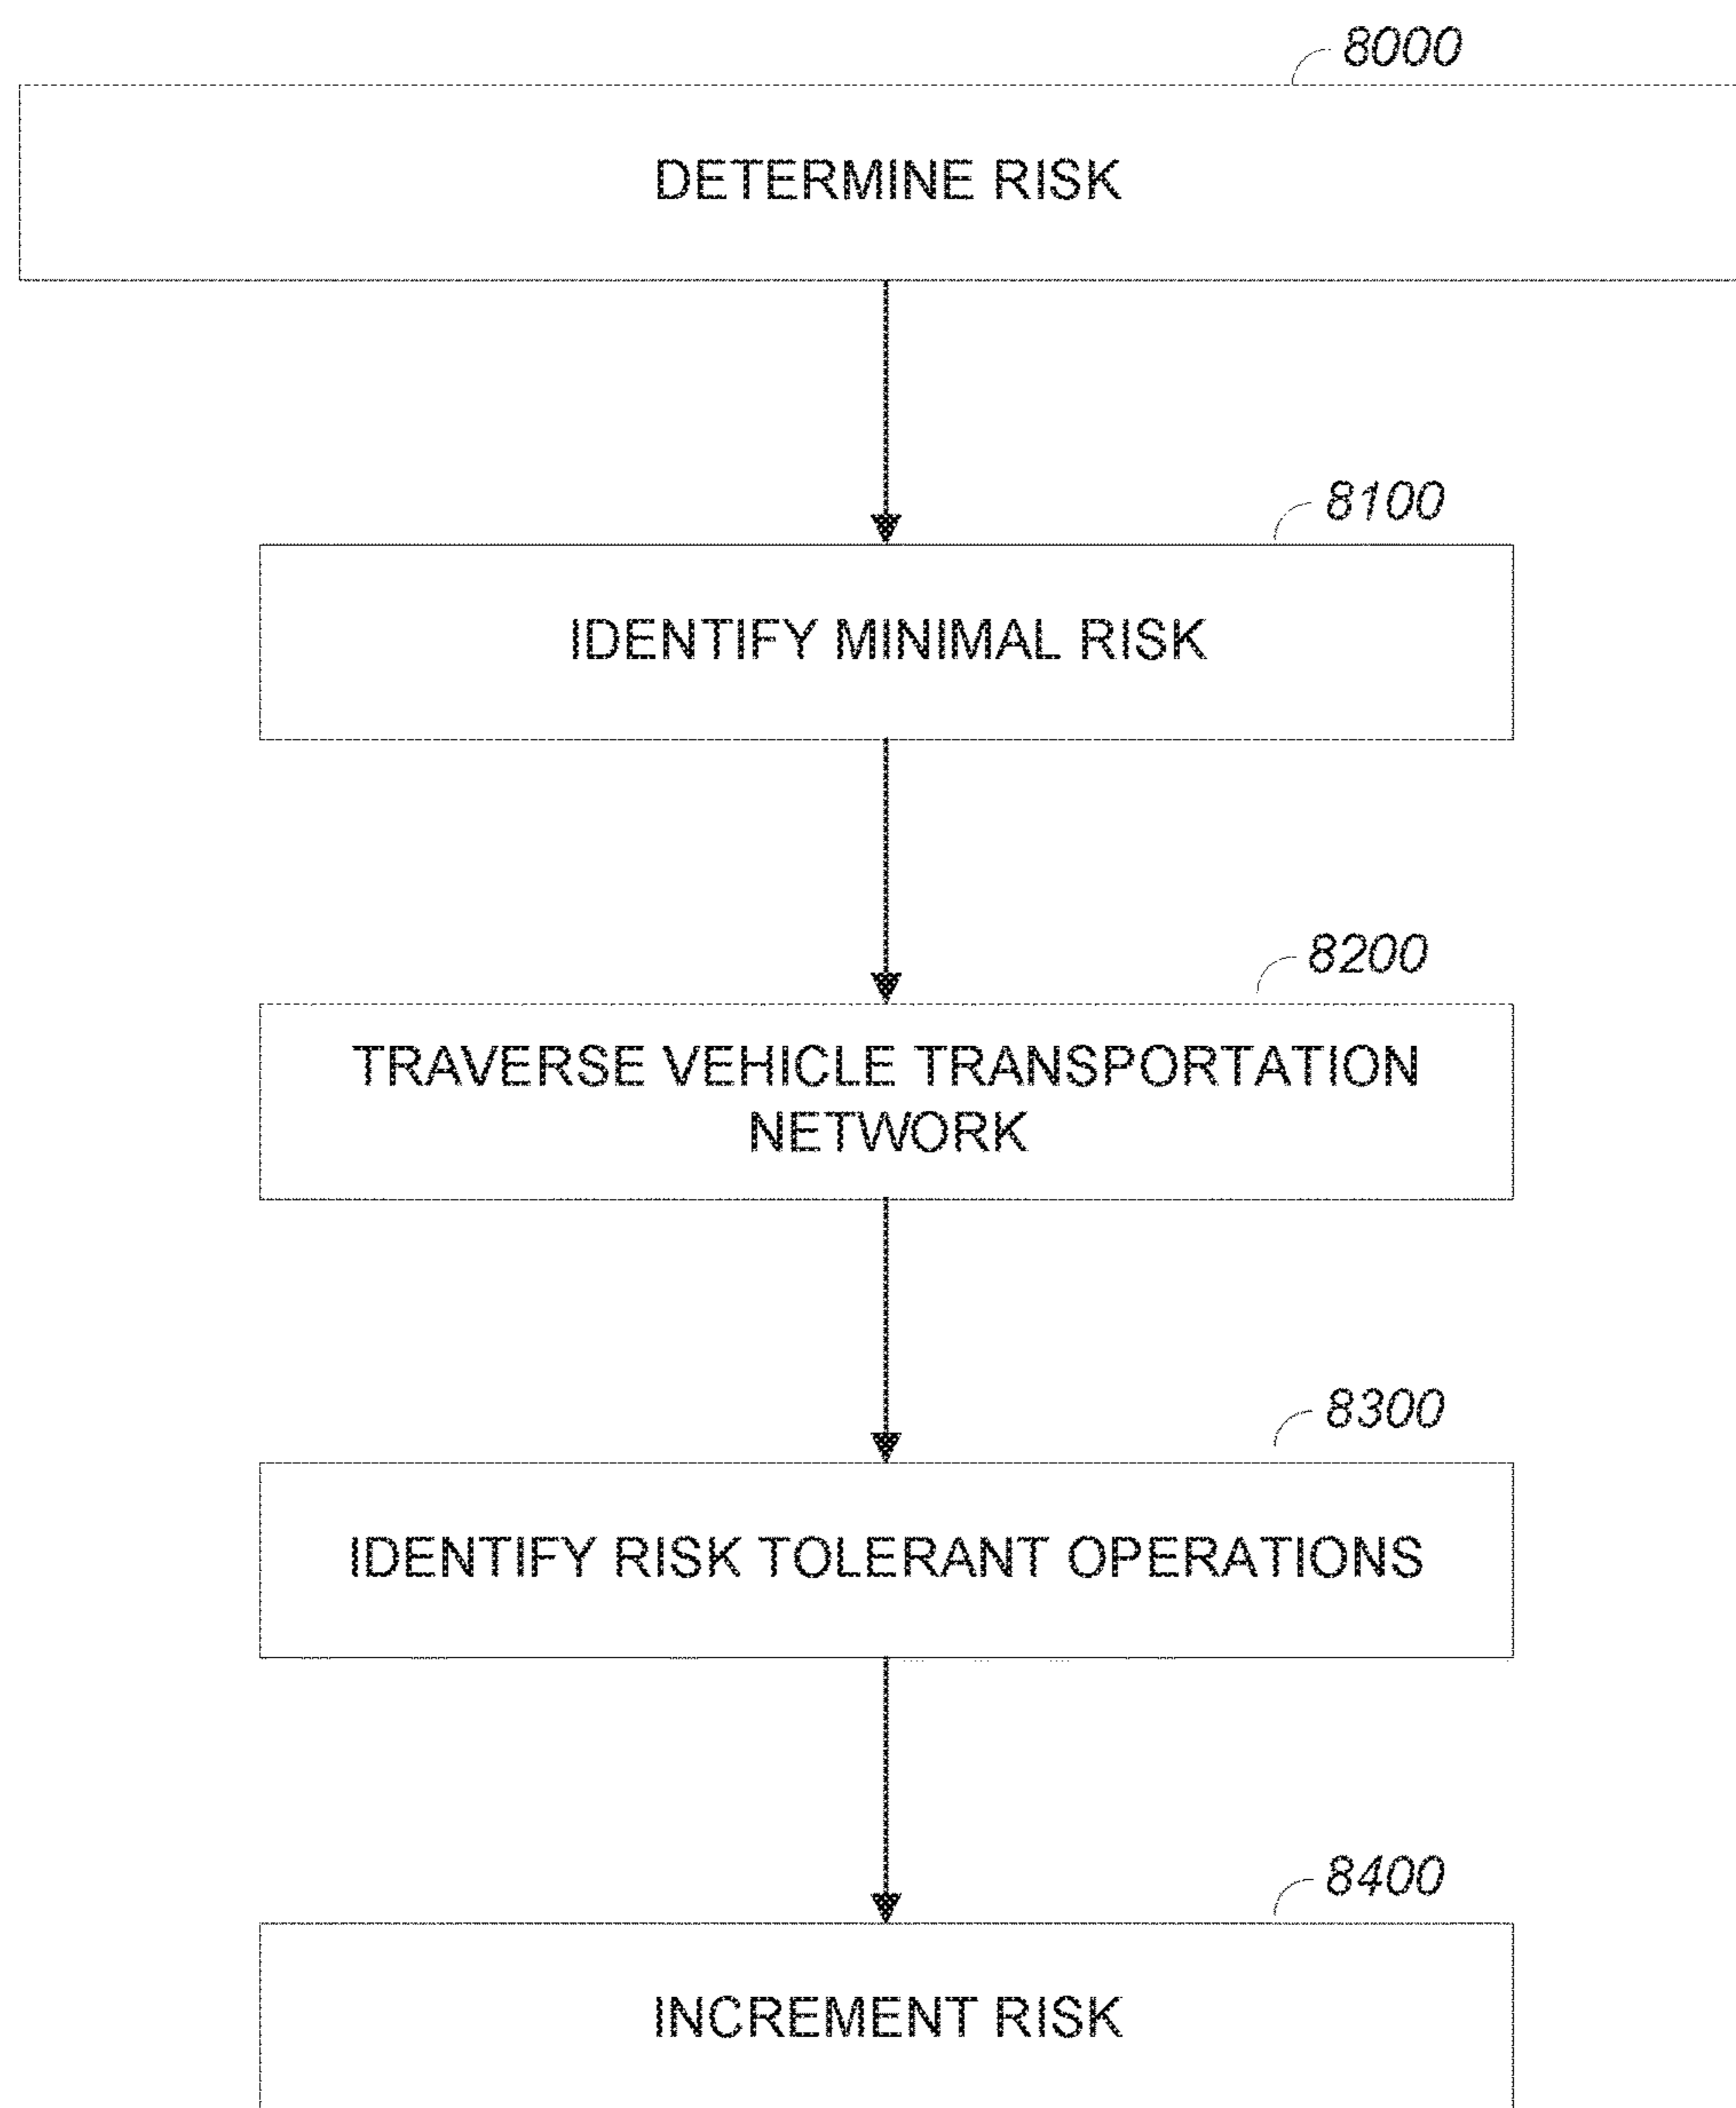 8000
DETERMINE RISK
8100
IDENTIFY MINIMAL RISK
8200
TRAVERSE VEHICLE TRANSPORTATION
NETWORK
8300
IDENTIFY RISK TOLERANT OPERATIONS
8400
INCREMENT RISK